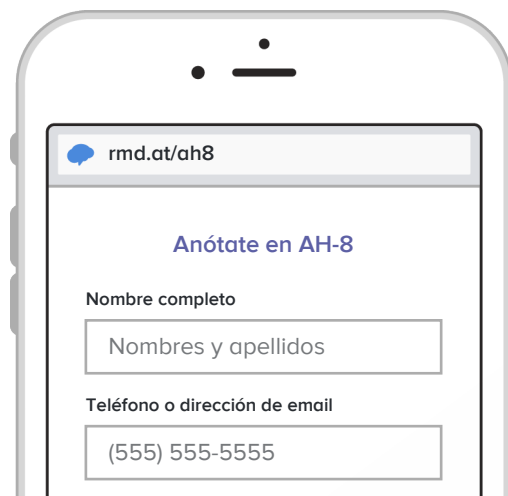 rmd.at/ah8
Anótate en AH-8
Nombre completo
Nombres y apellidos
Teléfono o dirección de email
(555) 555-5555